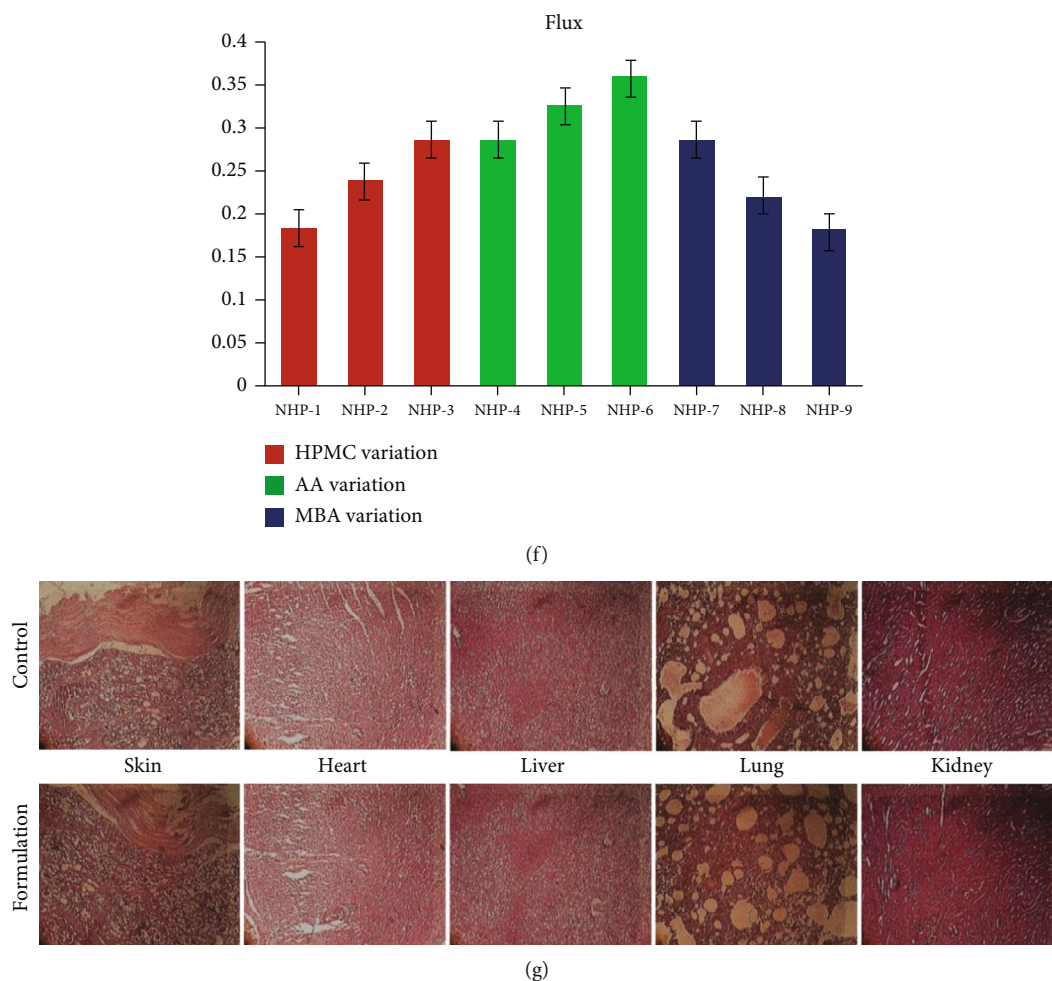 Flux
0.4
0.35
0.3
0.25
0.2
0.15
0.1
0.05
0
NHP-1 NHP-2 NHP-3 NHP-4 NHP-5 NHP-6 NHP-7 NHP-8 NHP-9
HPMC variation
AA variation
MBA variation
(f)
Control
Skin Heart Liver Lung Kidney
Formulation
(g)